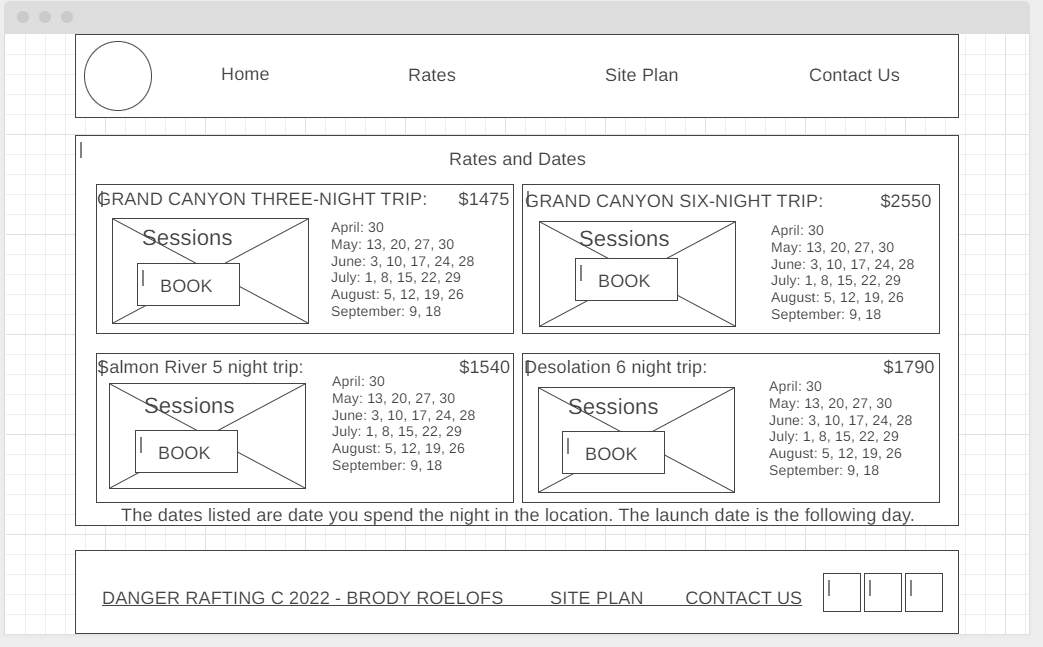 Home Rates Site Plan Contact Us
Rates and Dates
GRAND CANYON THREE-NIGHT TRIP: $1475
Sessions
BOOK
April: 30
May: 13, 20, 27, 30
June: 3, 10, 17, 24, 28
July: 1, 8, 15, 22, 29
August: 5, 12, 19, 26
September: 9, 18
GRAND CANYON SIX-NIGHT TRIP: $2550
Sessions
BOOK
April: 30
May: 13, 20, 27, 30
June: 3, 10, 17, 24, 28
July: 1, 8, 15, 22, 29
August: 5, 12, 19, 26
September: 9, 18
Salmon River 5 night trip: $1540
Sessions
BOOK
April: 30
May: 13, 20, 27, 30
June: 3, 10, 17, 24, 28
July: 1, 8, 15, 22, 29
August: 5, 12, 19, 26
September: 9, 18
Desolation 6 night trip: $1790
Sessions
BOOK
April: 30
May: 13, 20, 27, 30
June: 3, 10, 17, 24, 28
July: 1, 8, 15, 22, 29
August: 5, 12, 19, 26
September: 9, 18
The dates listed are date you spend the night in the location. The launch date is the following day.
DANGER RAFTING C 2022 - BRODY ROELOFS SITE PLAN CONTACT US